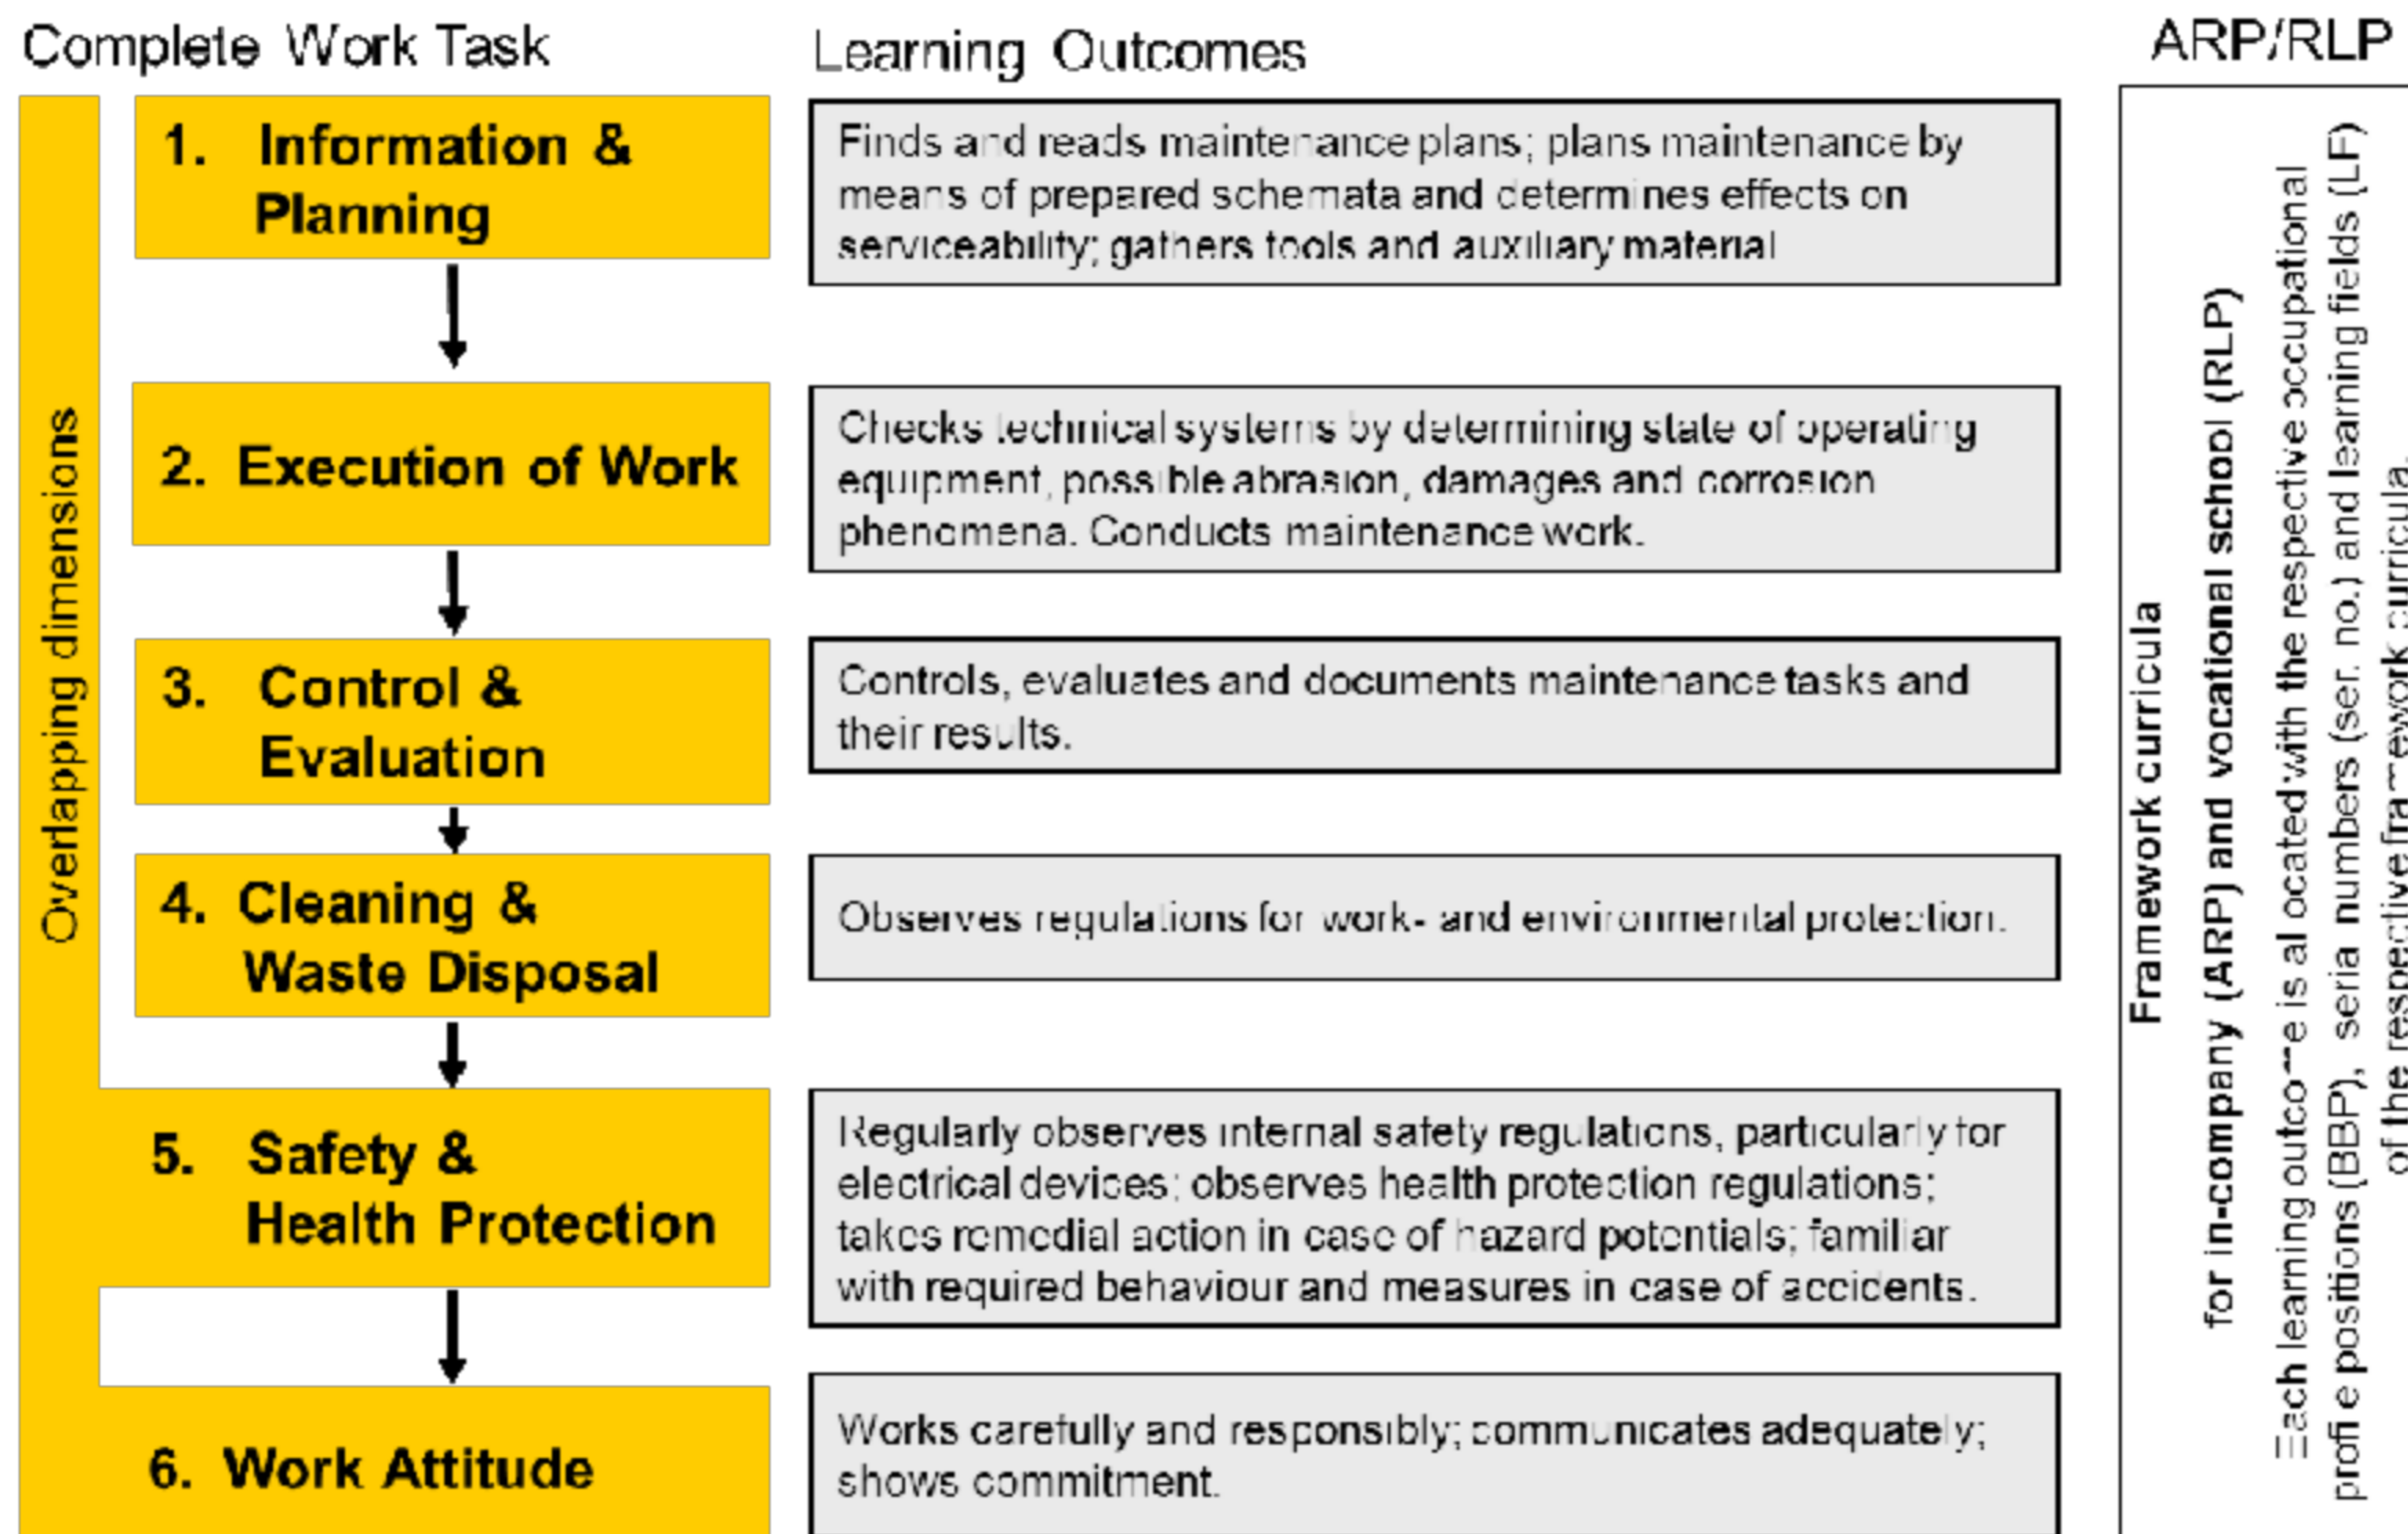 Complete Work Task
Learning Outcomes
ARP/RLP
Overlapping dimensions
1. Information &
Planning
Finds and reads maintenance plans; plans maintenance by
means of prepared schemata and determines effects on
serviceability; gathers tools and auxiliary material
2. Execution of Work
Checks technical systems by determining state of operating
equipment, possible abrasion, damages and corrosion
phenomena. Conducts maintenance work.
3. Control &
Evaluation
Controls, evaluates and documents maintenance tasks and
their results.
4. Cleaning &
Waste Disposal
Observes regulations for work- and environmental protection.
5. Safety &
Health Protection
Regularly observes internal safety regulations, particularly for
electrical devices; observes health protection regulations;
takes remedial action in case of hazard potentials; familiar
with required behaviour and measures in case of accidents.
6. Work Attitude
Works carefully and responsibly; communicates adequately;
shows commitment.
Framework curricula
for in-company (ARP) and vocational school (RLP)
Each learning outcome is allocated with the respective occupational
profile positions (BBP), serial numbers (ser. no.) and learning fields (LF)
of the respective framework curricula.